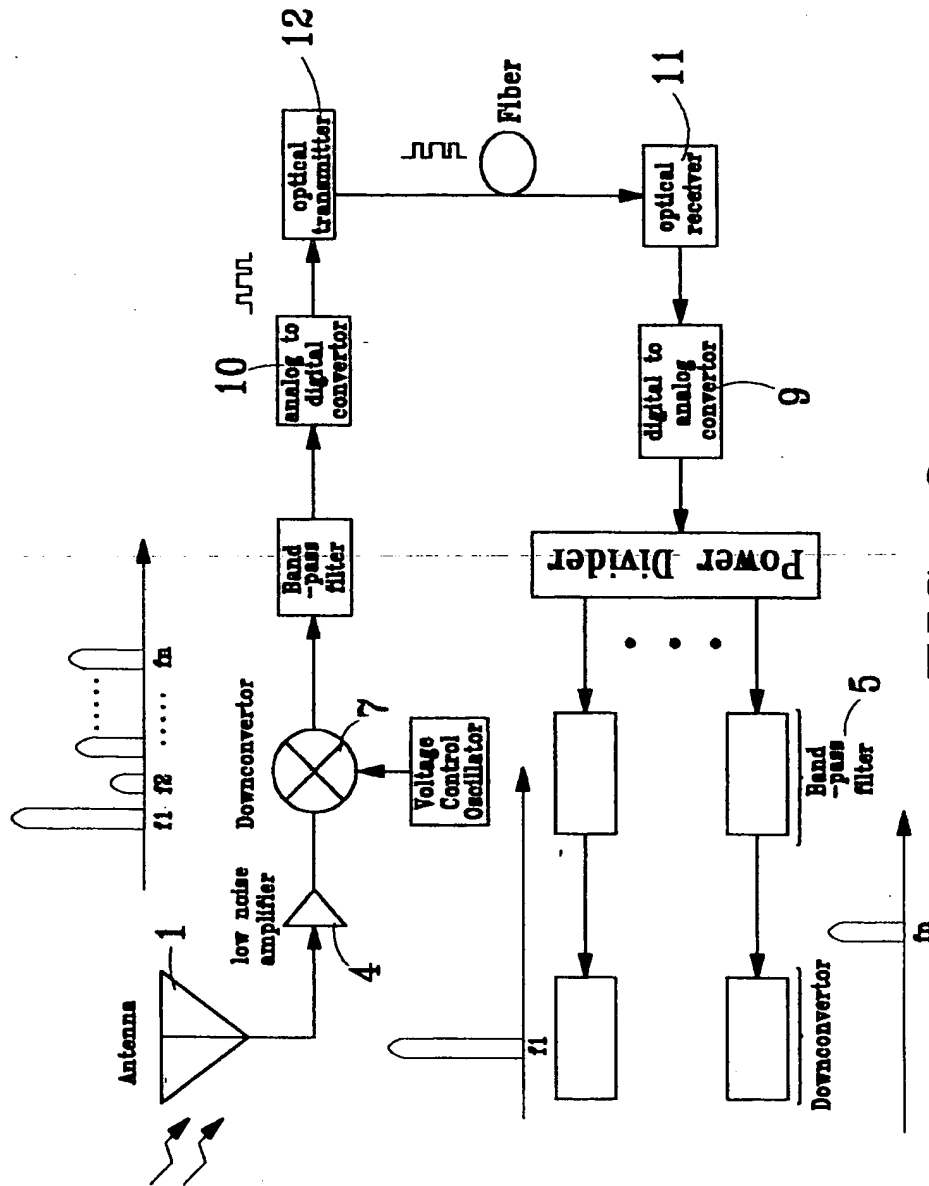 f1 f2 ..... fn
.....
Antenna
1
low noise
amplifier
4
Downconvertor
7
Voltage
Control
Oscillator
Band
-pass
filter
10
analog to
digital
convertor
optical
transmitter
12
Fiber
optical
receiver
11
digital to
analog
convertor
9
Power Divider
f1
Band
-pass
filter
5
Downconvertor
fn